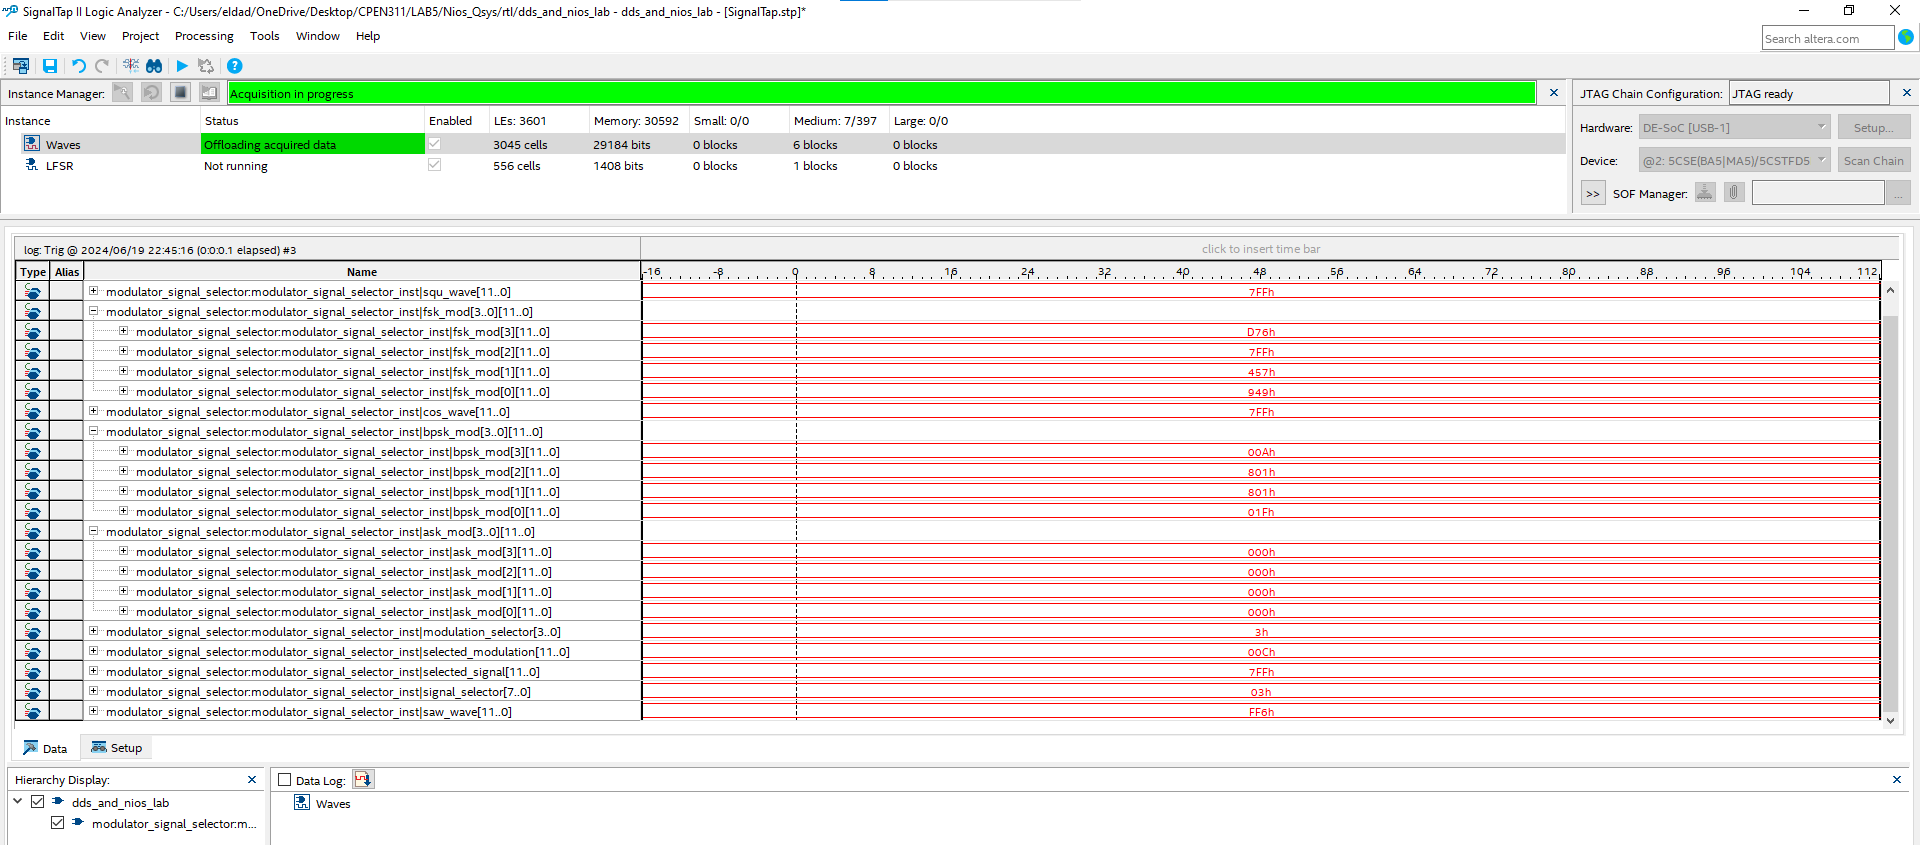 SignalTap II Logic Analyzer - C:/Users/eldad/OneDrive/Desktop/CPEN311/LAB5/Nios_Qsys/rtl/dds_and_nios_lab - dds_and_nios_lab - [SignalTap.stp]*
File Edit View Project Processing Tools Window Help
Search altera.com
Instance Manager: Acquisition in progress
JTAG Chain Configuration: JTAG ready
Instance Status Enabled LEs: 3601 Memory: 30592 Small: 0/0 Medium: 7/397 Large: 0/0
Waves Offloading acquired data 3045 cells 29184 bits 0 blocks 6 blocks 0 blocks
LFSR Not running 556 cells 1408 bits 0 blocks 1 blocks 0 blocks
Hardware: DE-SoC [USB-1] Setup...
Device: @2: 5CSE(BA5|MA5)/5CSTFD5 Scan Chain
>> SOF Manager: ...
log: Trig @ 2024/06/19 22:45:16 (0:0:0.1 elapsed) #3 click to insert time bar
Type Alias Name -16 -8 0 8 16 24 32 40 48 56 64 72 80 88 96 104 112
modulator_signal_selector:modulator_signal_selector_inst|squ_wave[11..0] 7FFh
modulator_signal_selector:modulator_signal_selector_inst|fsk_mod[3..0][11..0]
modulator_signal_selector:modulator_signal_selector_inst|fsk_mod[3][11..0] D76h
modulator_signal_selector:modulator_signal_selector_inst|fsk_mod[2][11..0] 7FFh
modulator_signal_selector:modulator_signal_selector_inst|fsk_mod[1][11..0] 457h
modulator_signal_selector:modulator_signal_selector_inst|fsk_mod[0][11..0] 949h
modulator_signal_selector:modulator_signal_selector_inst|cos_wave[11..0] 7FFh
modulator_signal_selector:modulator_signal_selector_inst|bpsk_mod[3..0][11..0]
modulator_signal_selector:modulator_signal_selector_inst|bpsk_mod[3][11..0] 00Ah
modulator_signal_selector:modulator_signal_selector_inst|bpsk_mod[2][11..0] 801h
modulator_signal_selector:modulator_signal_selector_inst|bpsk_mod[1][11..0] 801h
modulator_signal_selector:modulator_signal_selector_inst|bpsk_mod[0][11..0] 01Fh
modulator_signal_selector:modulator_signal_selector_inst|ask_mod[3..0][11..0]
modulator_signal_selector:modulator_signal_selector_inst|ask_mod[3][11..0] 000h
modulator_signal_selector:modulator_signal_selector_inst|ask_mod[2][11..0] 000h
modulator_signal_selector:modulator_signal_selector_inst|ask_mod[1][11..0] 000h
modulator_signal_selector:modulator_signal_selector_inst|ask_mod[0][11..0] 000h
modulator_signal_selector:modulator_signal_selector_inst|modulation_selector[3..0] 3h
modulator_signal_selector:modulator_signal_selector_inst|selected_modulation[11..0] 00Ch
modulator_signal_selector:modulator_signal_selector_inst|selected_signal[11..0] 7FFh
modulator_signal_selector:modulator_signal_selector_inst|signal_selector[7..0] 03h
modulator_signal_selector:modulator_signal_selector_inst|saw_wave[11..0] FF6h
Data Setup
Hierarchy Display:
dds_and_nios_lab
modulator_signal_selector:m...
Data Log:
Waves